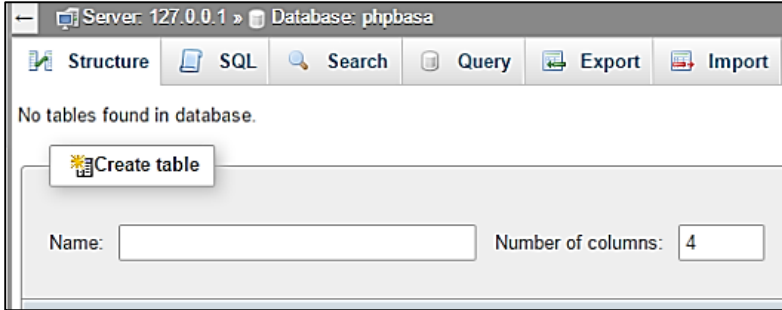 ← Server: 127.0.0.1 » Database: phpbasa
Structure SQL Search Query Export Import
No tables found in database.
Create table
Name: Number of columns: 4